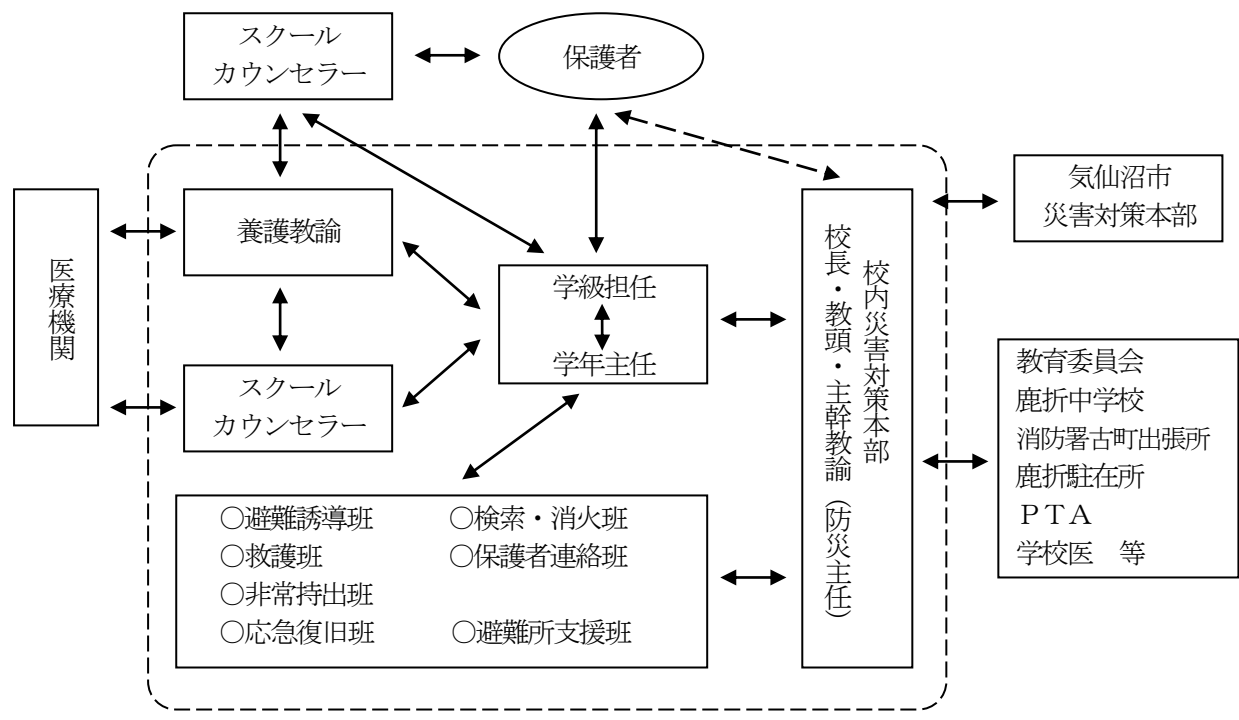 スクール
カウンセラー
保護者
気仙沼市
災害対策本部
医療機関
養護教諭
学級担任
学年主任
スクール
カウンセラー
校内災害対策本部
校長・教頭・主幹教諭（防災主任）
教育委員会
鹿折中学校
消防署古町出張所
鹿折駐在所
ＰＴＡ
学校医　等
○避難誘導班　○検索・消火班
○救護班　○保護者連絡班
○非常持出班
○応急復旧班　○避難所支援班